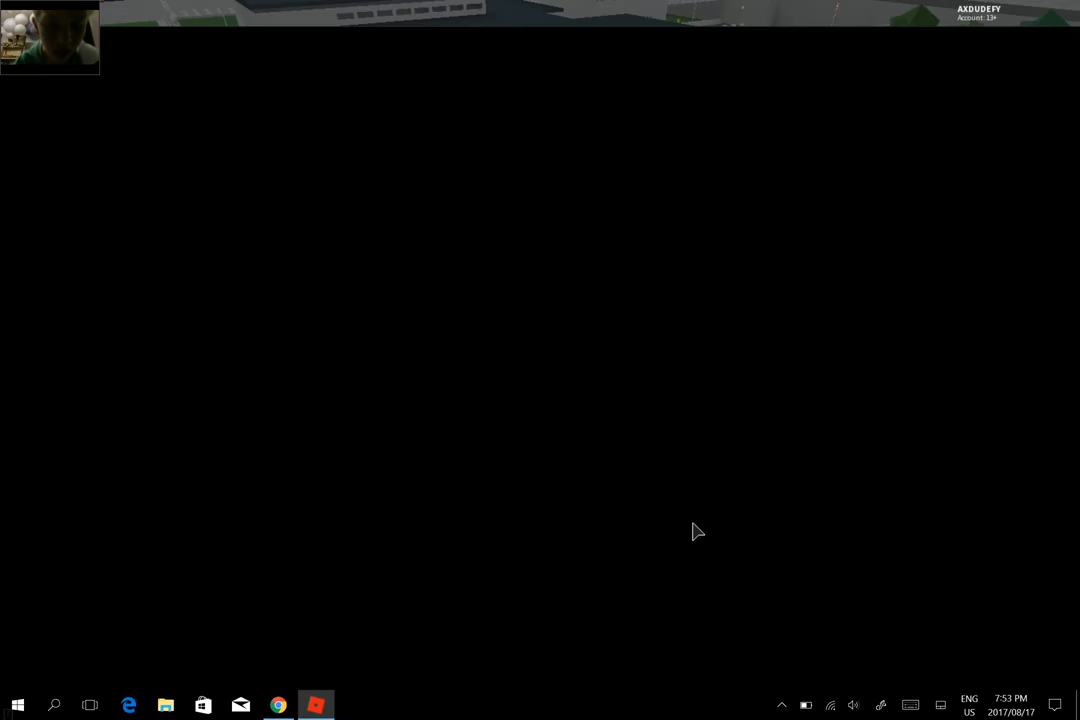 AXDUDEFY
Account: 13+
ENG
US
7:53 PM
2017/08/17